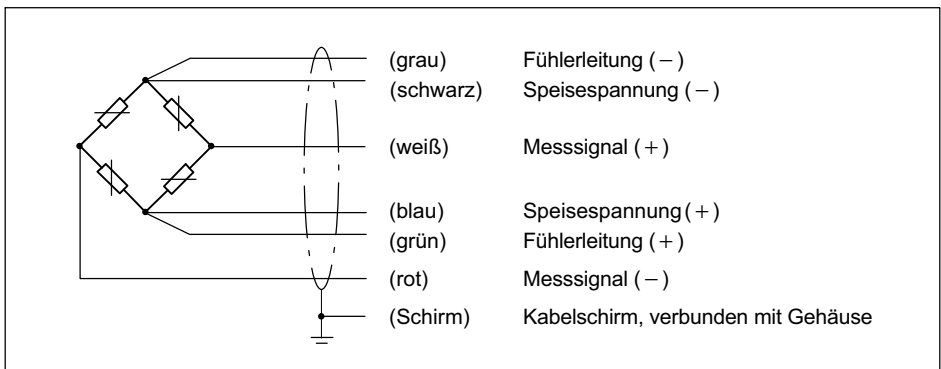 (grau) Fühlerleitung (−)
(schwarz) Speisespannung (−)
(weiß) Messsignal (+)
(blau) Speisespannung (+)
(grün) Fühlerleitung (+)
(rot) Messsignal (−)
(Schirm) Kabelschirm, verbunden mit Gehäuse